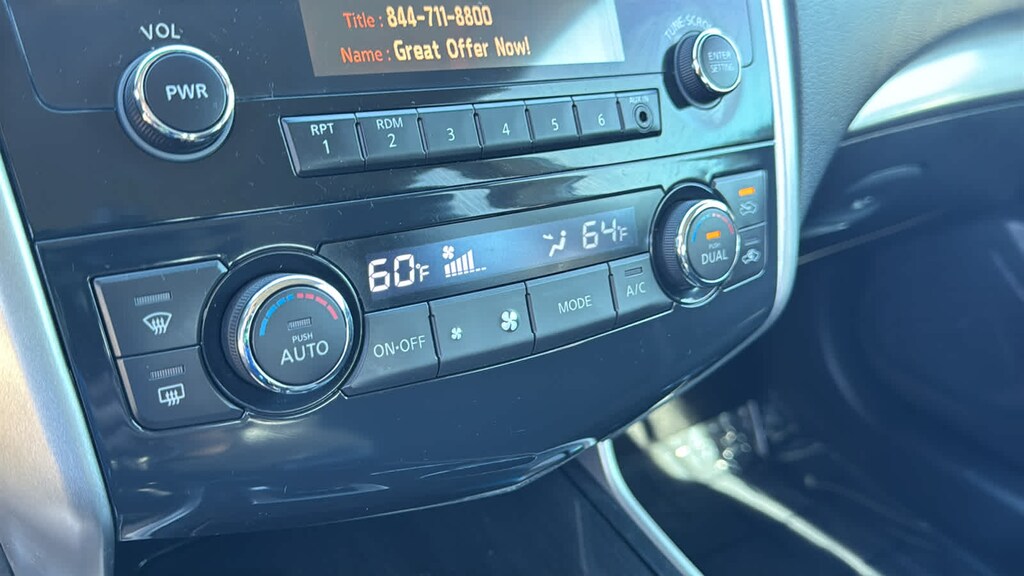 Title : 844-711-8800
Name : Great Offer Now!
VOL
PWR
TUNE·SCROLL
ENTER
SETTING
RPT
1
RDM
2
3
4
5
6
AUX IN
60°F
64°F
PUSH
AUTO
ON·OFF
MODE
A/C
PUSH
DUAL